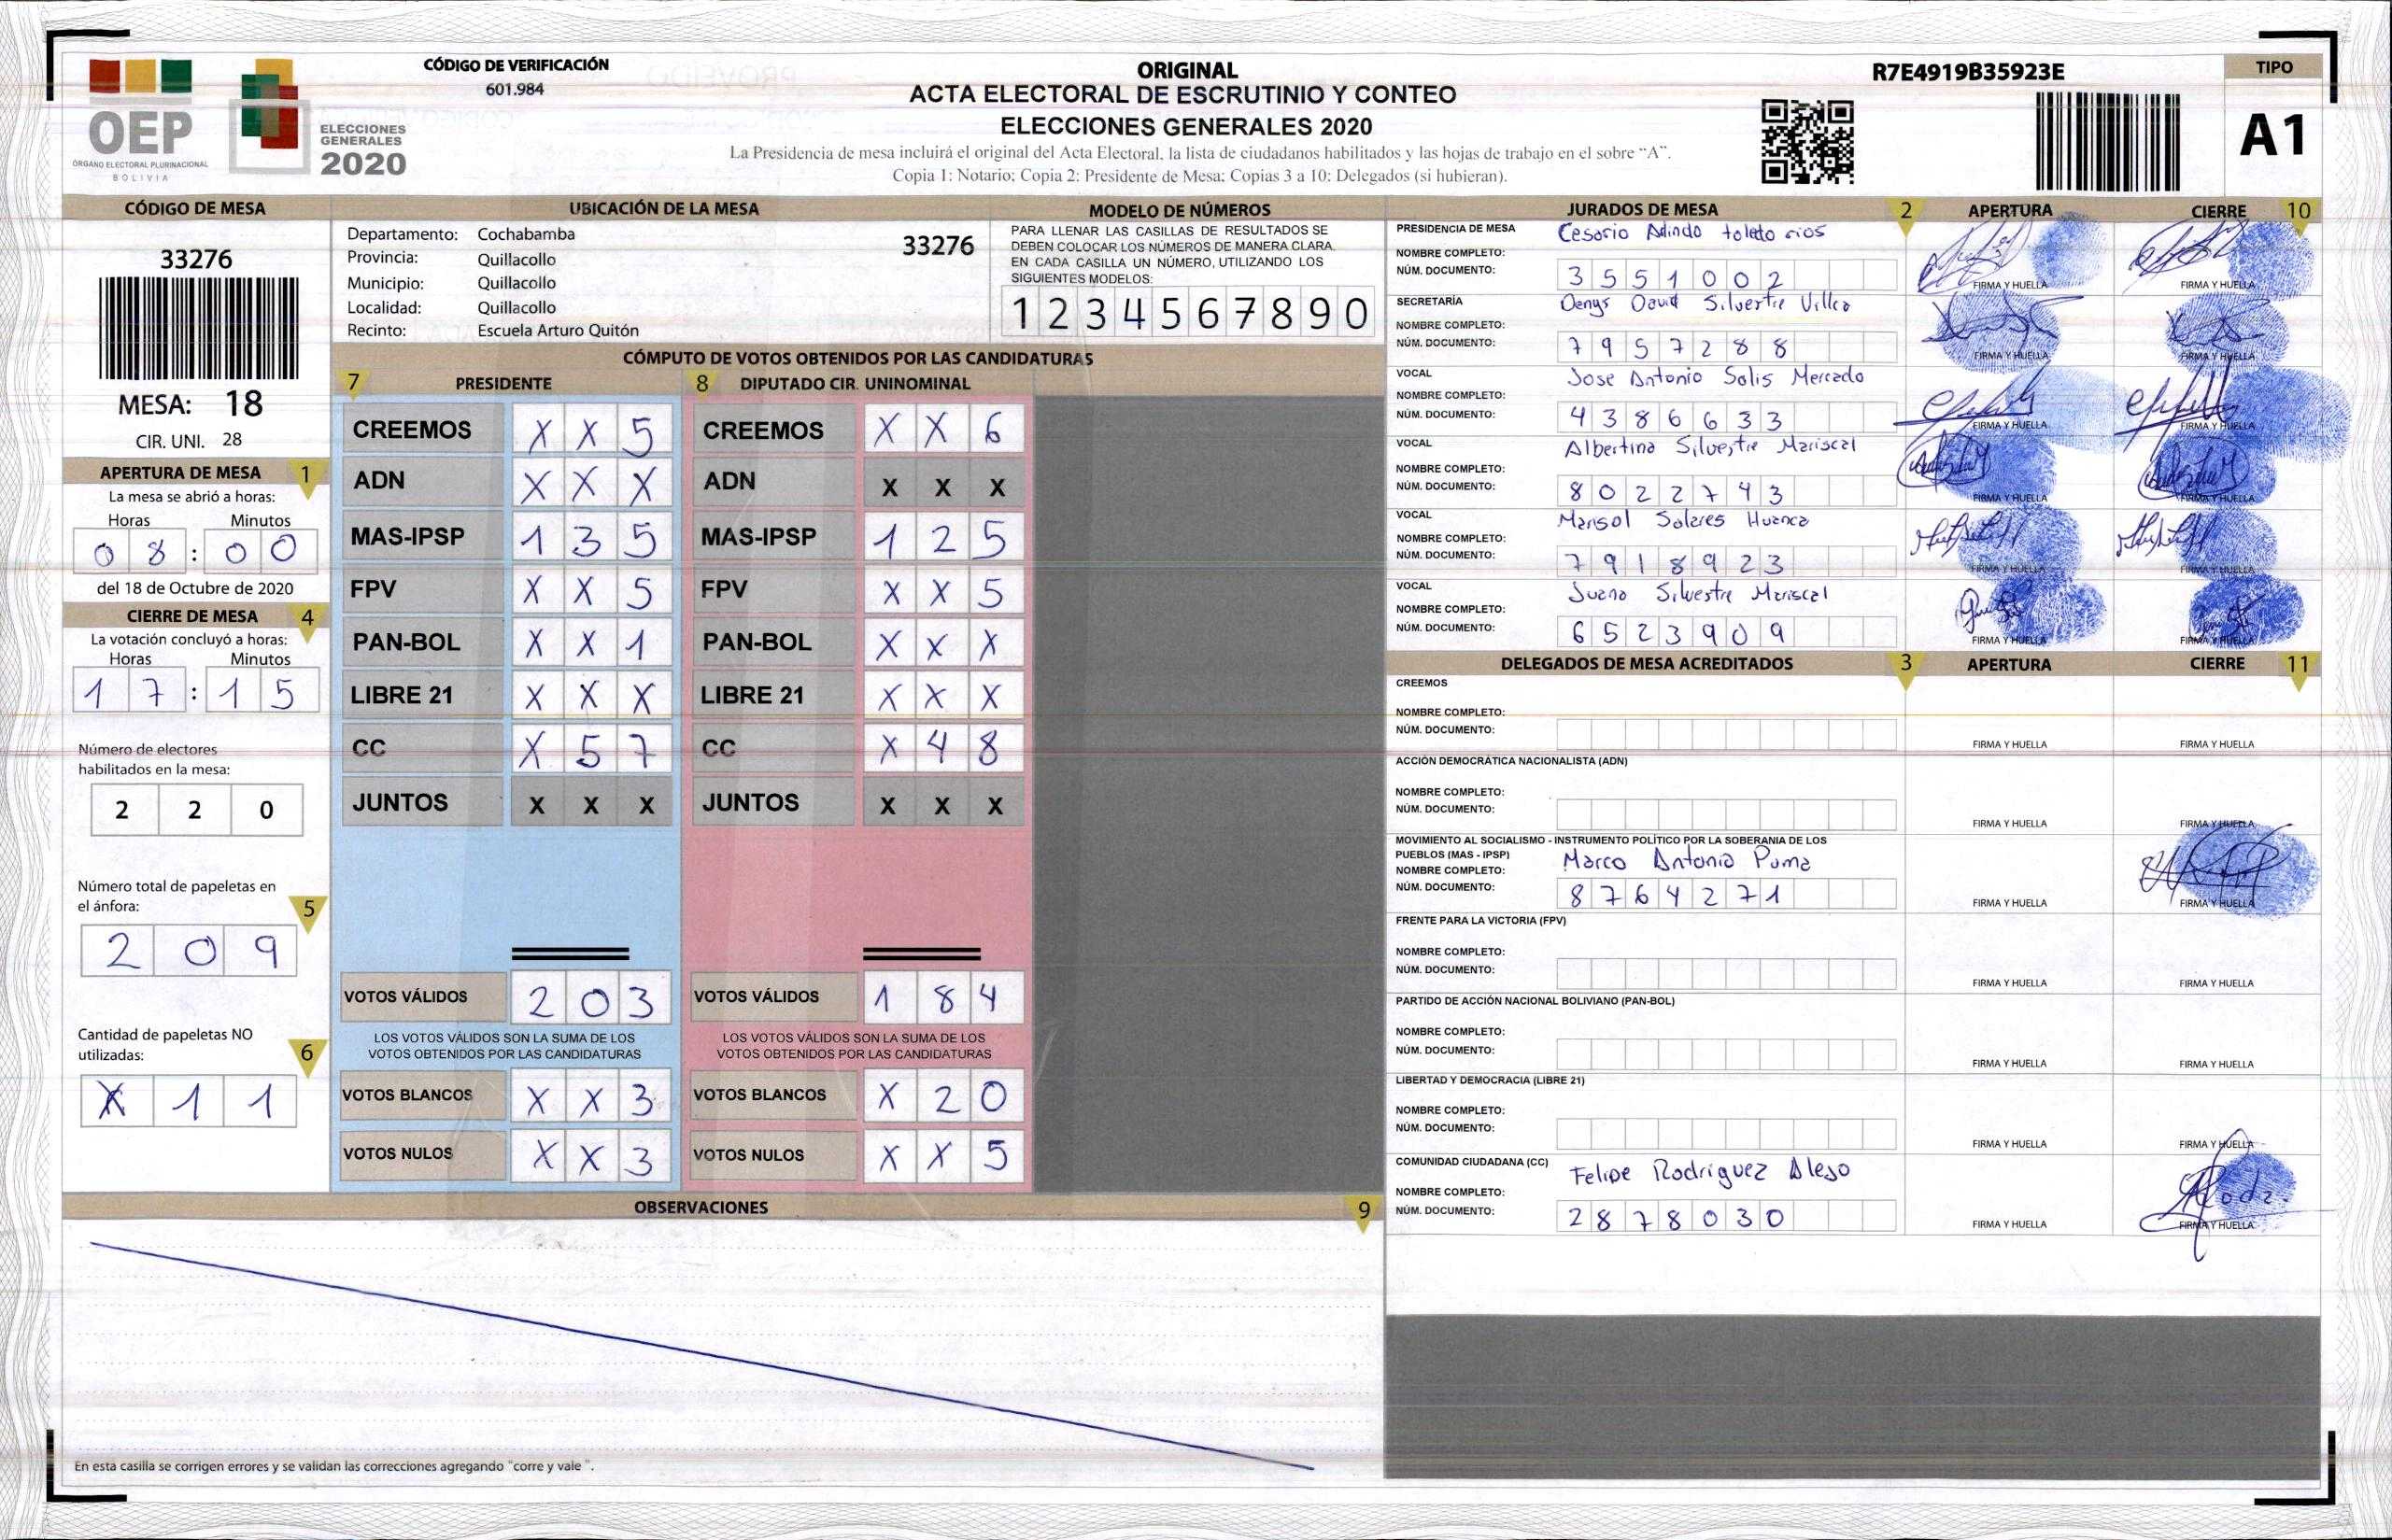 CÓDIGO DE VERIFICACIÓN
601.984
OEP
ÓRGANO ELECTORAL PLURINACIONAL
BOLIVIA
ELECCIONES
GENERALES
2020
ORIGINAL
ACTA ELECTORAL DE ESCRUTINIO Y CONTEO
ELECCIONES GENERALES 2020
La Presidencia de mesa incluirá el original del Acta Electoral, la lista de ciudadanos habilitados y las hojas de trabajo en el sobre “A”.
Copia 1: Notario; Copia 2: Presidente de Mesa; Copias 3 a 10: Delegados (si hubieran).
R7E4919B35923E
TIPO
A1
CÓDIGO DE MESA
33276
MESA: 18
CIR. UNI. 28
APERTURA DE MESA 1
La mesa se abrió a horas:
Horas Minutos
0 8 : 0 0
del 18 de Octubre de 2020
CIERRE DE MESA 4
La votación concluyó a horas:
Horas Minutos
1 7 : 1 5
Número de electores
habilitados en la mesa:
2 2 0
Número total de papeletas en
el ánfora: 5
2 0 9
Cantidad de papeletas NO
utilizadas: 6
X 1 1
UBICACIÓN DE LA MESA
Departamento: Cochabamba
33276
Provincia: Quillacollo
Municipio: Quillacollo
Localidad: Quillacollo
Recinto: Escuela Arturo Quitón
MODELO DE NÚMEROS
PARA LLENAR LAS CASILLAS DE RESULTADOS SE
DEBEN COLOCAR LOS NÚMEROS DE MANERA CLARA,
EN CADA CASILLA UN NÚMERO, UTILIZANDO LOS
SIGUIENTES MODELOS:
1 2 3 4 5 6 7 8 9 0
CÓMPUTO DE VOTOS OBTENIDOS POR LAS CANDIDATURAS
7 PRESIDENTE 8 DIPUTADO CIR. UNINOMINAL
CREEMOS X X 5 CREEMOS X X 6
ADN X X X ADN X X X
MAS-IPSP 1 3 5 MAS-IPSP 1 2 5
FPV X X 5 FPV X X 5
PAN-BOL X X 1 PAN-BOL X X X
LIBRE 21 X X X LIBRE 21 X X X
CC X 5 7 CC X 4 8
JUNTOS X X X JUNTOS X X X
VOTOS VÁLIDOS 2 0 3 VOTOS VÁLIDOS 1 8 4
LOS VOTOS VÁLIDOS SON LA SUMA DE LOS LOS VOTOS VÁLIDOS SON LA SUMA DE LOS
VOTOS OBTENIDOS POR LAS CANDIDATURAS VOTOS OBTENIDOS POR LAS CANDIDATURAS
VOTOS BLANCOS X X 3 VOTOS BLANCOS X 2 0
VOTOS NULOS X X 3 VOTOS NULOS X X 5
OBSERVACIONES 9
En esta casilla se corrigen errores y se validan las correcciones agregando "corre y vale ".
JURADOS DE MESA 2 APERTURA CIERRE 10
PRESIDENCIA DE MESA Cesario Adindo toledo rios
NOMBRE COMPLETO:
NÚM. DOCUMENTO: 3 5 5 1 0 0 2
FIRMA Y HUELLA FIRMA Y HUELLA
SECRETARÍA Denys David Silvestre Villca
NOMBRE COMPLETO:
NÚM. DOCUMENTO: 7 9 5 7 2 8 8
FIRMA Y HUELLA FIRMA Y HUELLA
VOCAL Jose Antonio Solis Mercado
NOMBRE COMPLETO:
NÚM. DOCUMENTO: 4 3 8 6 6 3 3
FIRMA Y HUELLA FIRMA Y HUELLA
VOCAL Albertina Silvestre Mariscal
NOMBRE COMPLETO:
NÚM. DOCUMENTO: 8 0 2 2 7 4 3
FIRMA Y HUELLA FIRMA Y HUELLA
VOCAL Marisol Solares Huanca
NOMBRE COMPLETO:
NÚM. DOCUMENTO: 7 9 1 8 9 2 3
FIRMA Y HUELLA FIRMA Y HUELLA
VOCAL Juana Silvestre Mariscal
NOMBRE COMPLETO:
NÚM. DOCUMENTO: 6 5 2 3 9 0 9
FIRMA Y HUELLA FIRMA Y HUELLA
DELEGADOS DE MESA ACREDITADOS 3 APERTURA CIERRE 11
CREEMOS
NOMBRE COMPLETO:
NÚM. DOCUMENTO:
FIRMA Y HUELLA FIRMA Y HUELLA
ACCIÓN DEMOCRÁTICA NACIONALISTA (ADN)
NOMBRE COMPLETO:
NÚM. DOCUMENTO:
FIRMA Y HUELLA FIRMA Y HUELLA
MOVIMIENTO AL SOCIALISMO - INSTRUMENTO POLÍTICO POR LA SOBERANIA DE LOS
PUEBLOS (MAS - IPSP) Marco Antonio Puma
NOMBRE COMPLETO:
NÚM. DOCUMENTO: 8 7 6 4 2 7 1
FIRMA Y HUELLA FIRMA Y HUELLA
FRENTE PARA LA VICTORIA (FPV)
NOMBRE COMPLETO:
NÚM. DOCUMENTO:
FIRMA Y HUELLA FIRMA Y HUELLA
PARTIDO DE ACCIÓN NACIONAL BOLIVIANO (PAN-BOL)
NOMBRE COMPLETO:
NÚM. DOCUMENTO:
FIRMA Y HUELLA FIRMA Y HUELLA
LIBERTAD Y DEMOCRACIA (LIBRE 21)
NOMBRE COMPLETO:
NÚM. DOCUMENTO:
FIRMA Y HUELLA FIRMA Y HUELLA
COMUNIDAD CIUDADANA (CC) Felipe Rodriguez Alejo
NOMBRE COMPLETO:
NÚM. DOCUMENTO: 2 8 7 8 0 3 0
FIRMA Y HUELLA FIRMA Y HUELLA